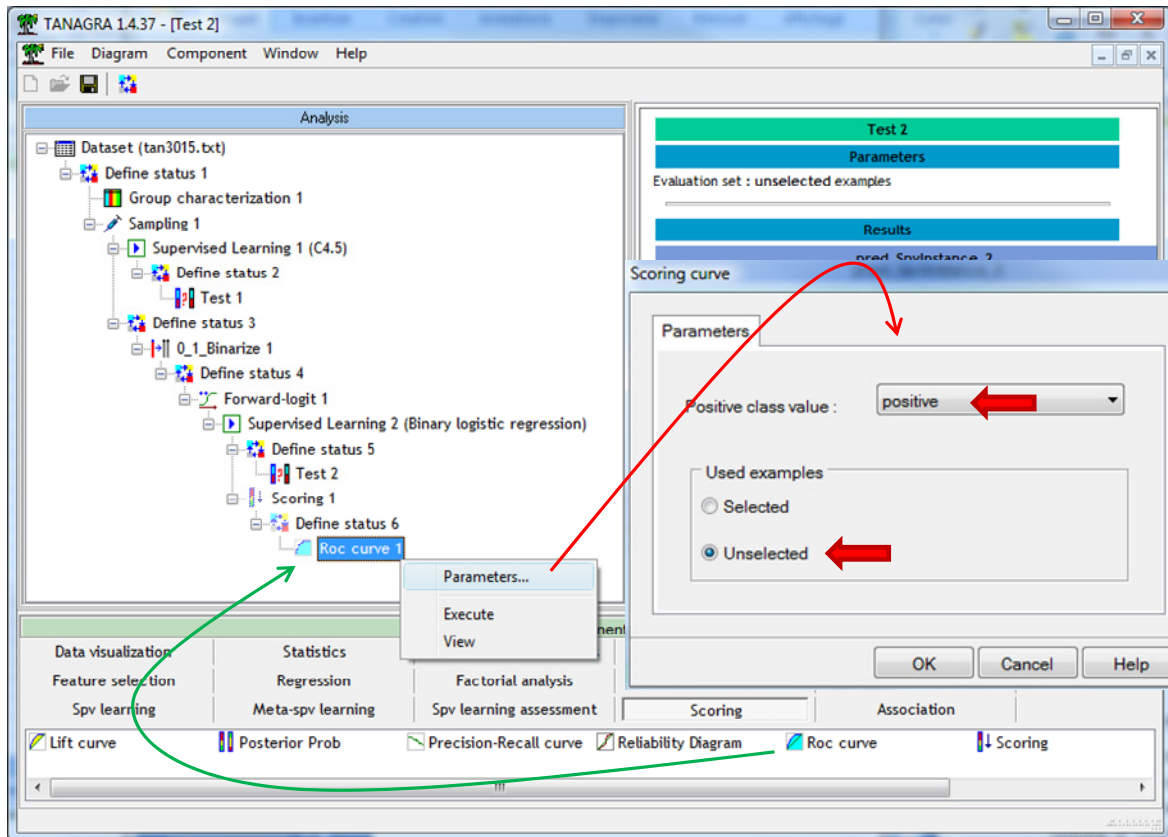 TANAGRA 1.4.37 - [Test 2]
File Diagram Component Window Help
Analysis
Dataset (tan3015.txt)
Define status 1
Group characterization 1
Sampling 1
Supervised Learning 1 (C4.5)
Define status 2
Test 1
Define status 3
0_1_Binarize 1
Define status 4
Forward-logit 1
Supervised Learning 2 (Binary logistic regression)
Define status 5
Test 2
Scoring 1
Define status 6
Roc curve 1
Test 2
Parameters
Evaluation set : unselected examples
Results
pred_SpvInstance_2
Scoring curve
Parameters
Positive class value : positive
Used examples
Selected
Unselected
OK Cancel Help
Parameters...
Execute
View
Data visualization Statistics
Feature selection Regression Factorial analysis
Spv learning Meta-spv learning Spv learning assessment Scoring Association
Lift curve Posterior Prob Precision-Recall curve Reliability Diagram Roc curve Scoring